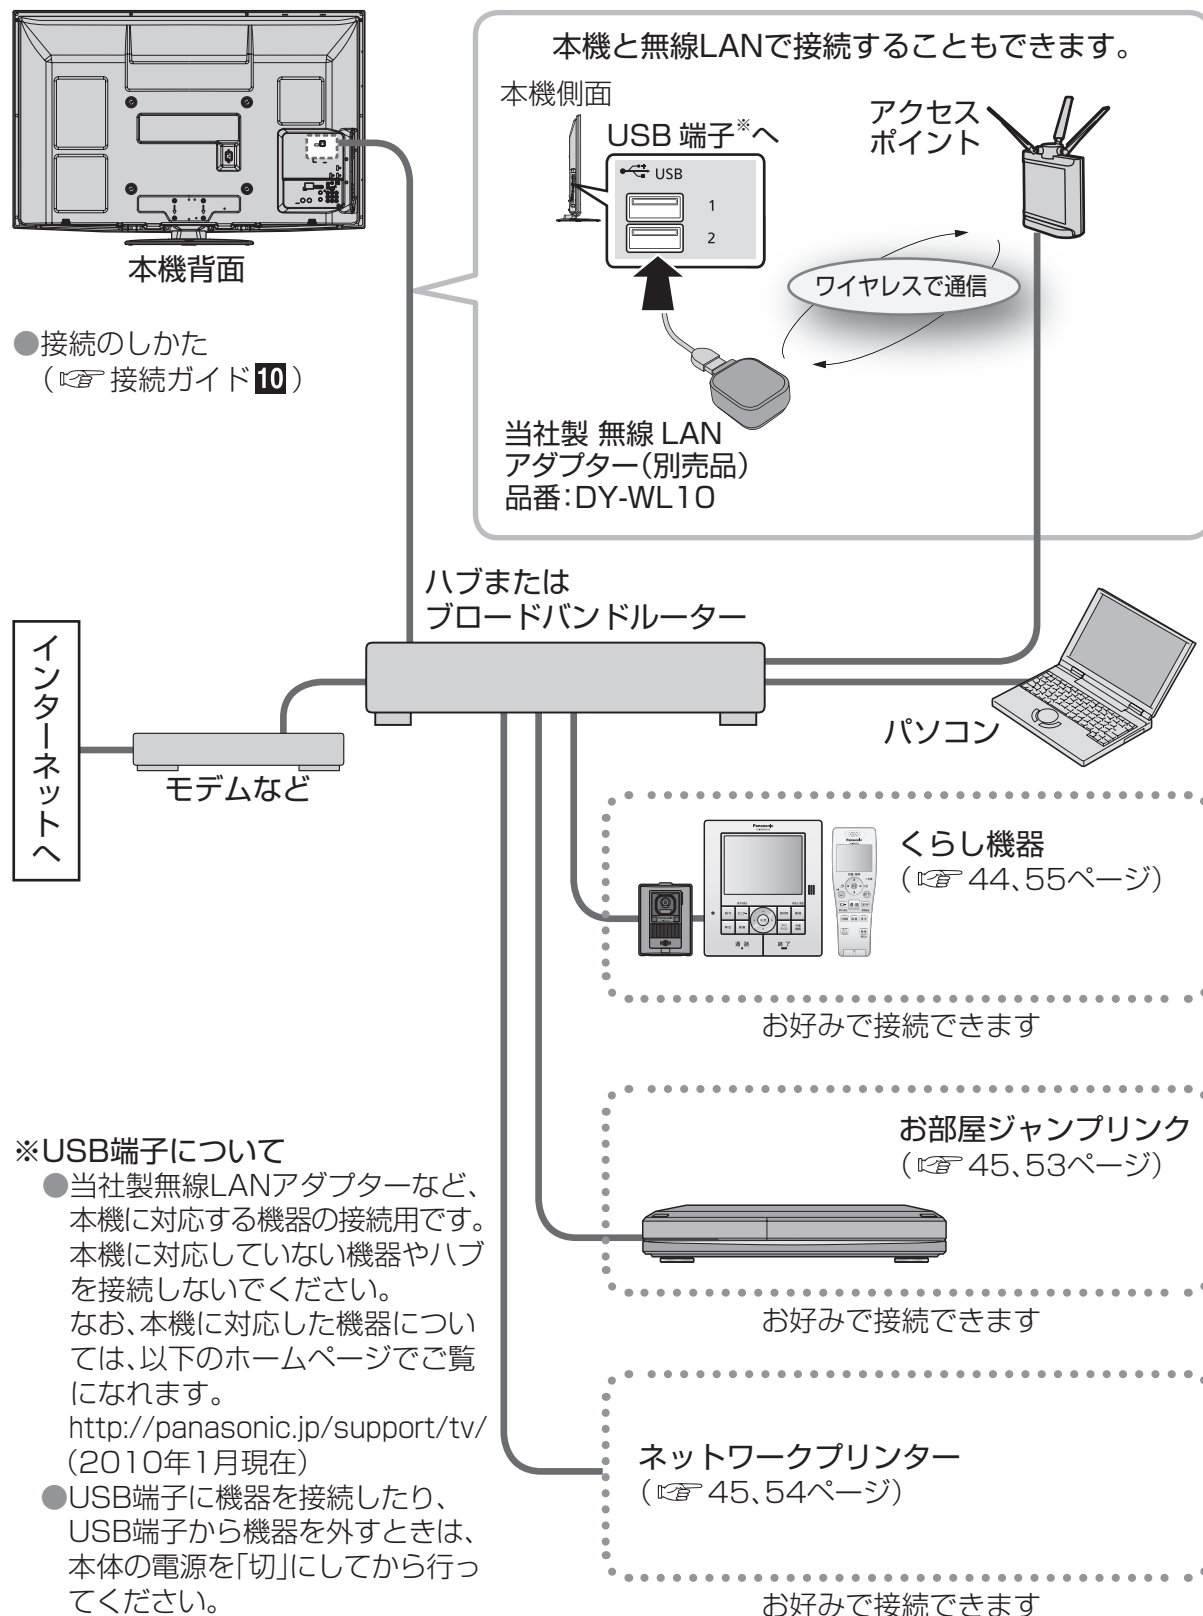 本機と無線LANで接続することもできます。
本機側面
USB 端子※へ
USB
1
2
アクセス
ポイント
ワイヤレスで通信
当社製 無線 LAN
アダプター(別売品)
品番:DY-WL10
本機背面
●接続のしかた
(☞ 接続ガイド10)
ハブまたは
ブロードバンドルーター
インターネットへ
モデムなど
パソコン
Panasonic
Panasonic
通 話
終 了
くらし機器
(☞ 44、55ページ)
お好みで接続できます
お部屋ジャンプリンク
(☞ 45、53ページ)
お好みで接続できます
ネットワークプリンター
(☞ 45、54ページ)
お好みで接続できます
※USB端子について
●当社製無線LANアダプターなど、
本機に対応する機器の接続用です。
本機に対応していない機器やハブ
を接続しないでください。
なお、本機に対応した機器につい
ては、以下のホームページでご覧
になれます。
http://panasonic.jp/support/tv/
(2010年1月現在)
●USB端子に機器を接続したり、
USB端子から機器を外すときは、
本体の電源を「切」にしてから行っ
てください。